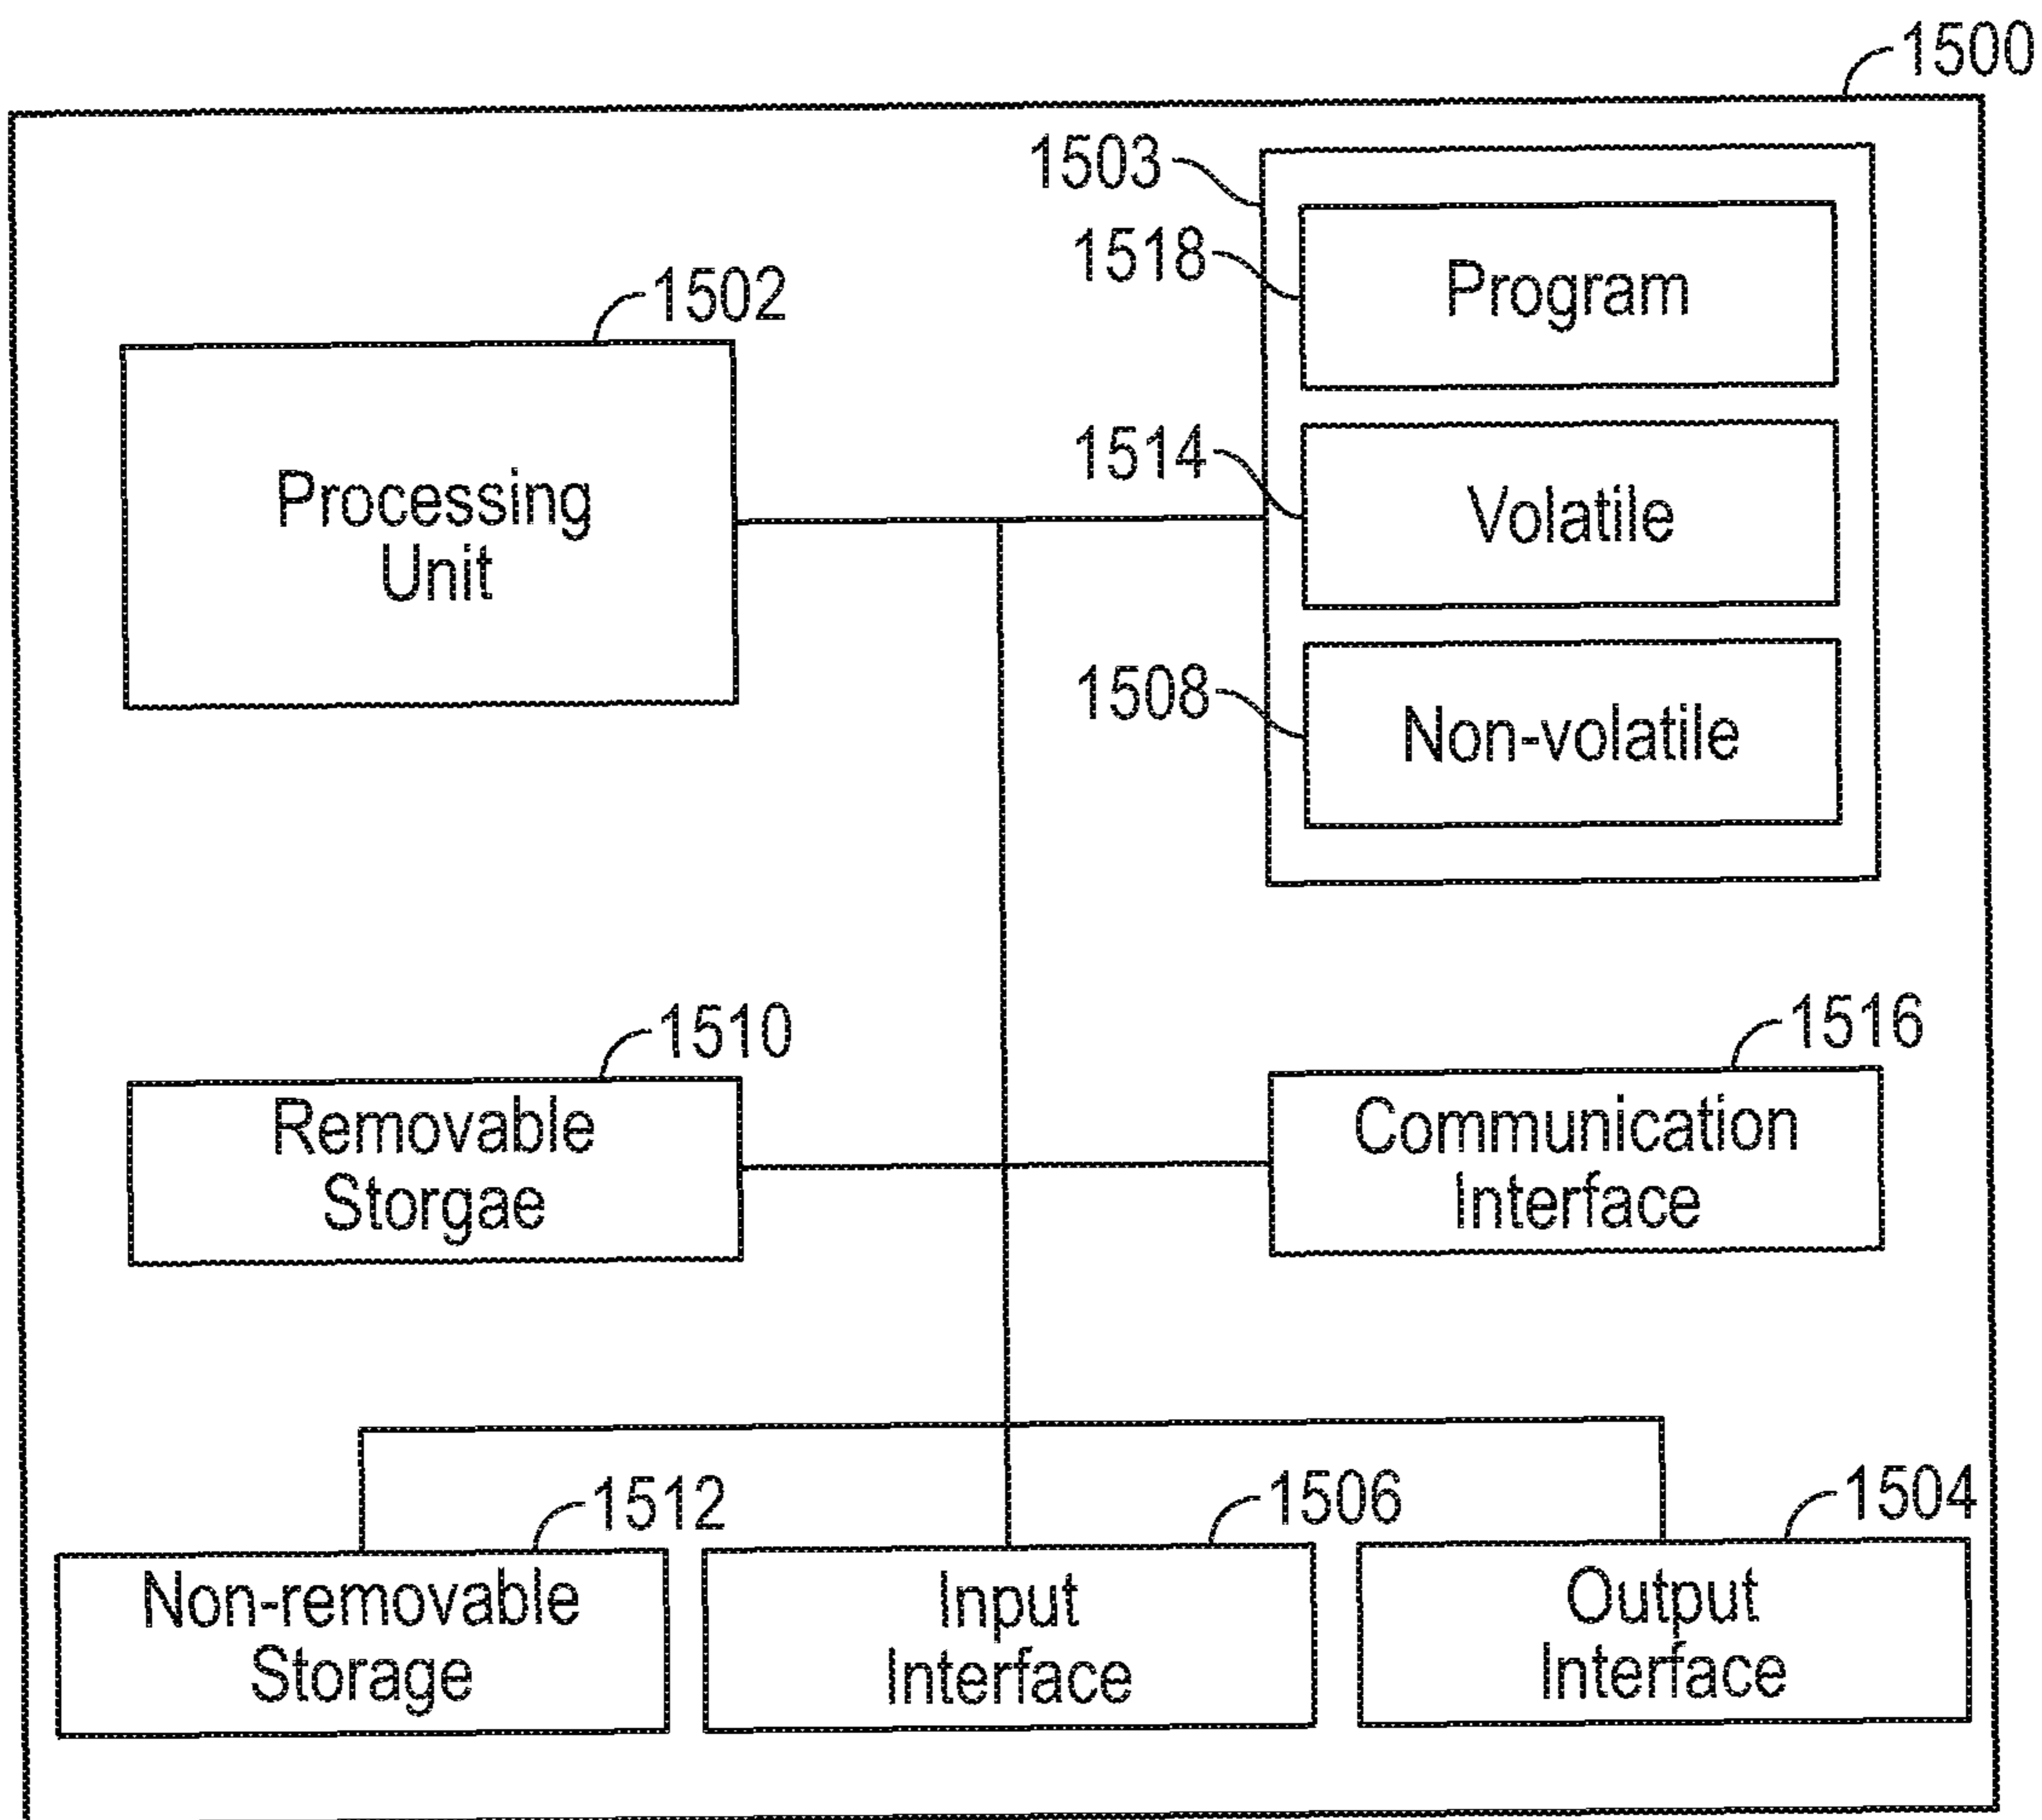 1500
1503
1518
Program
1502
Processing
Unit
1514
Volatile
1508
Non-volatile
1510
Removable
Storgae
1516
Communication
Interface
1512
Non-removable
Storage
1506
Input
Interface
1504
Output
Interface